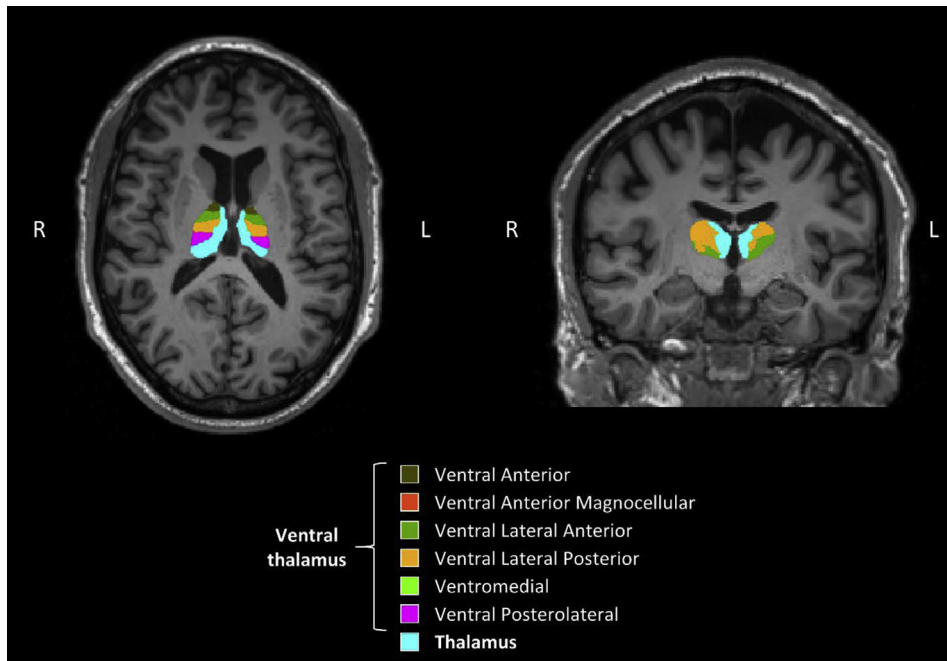 R
L
R
L
Ventral
thalamus
Ventral Anterior
Ventral Anterior Magnocellular
Ventral Lateral Anterior
Ventral Lateral Posterior
Ventromedial
Ventral Posterolateral
Thalamus